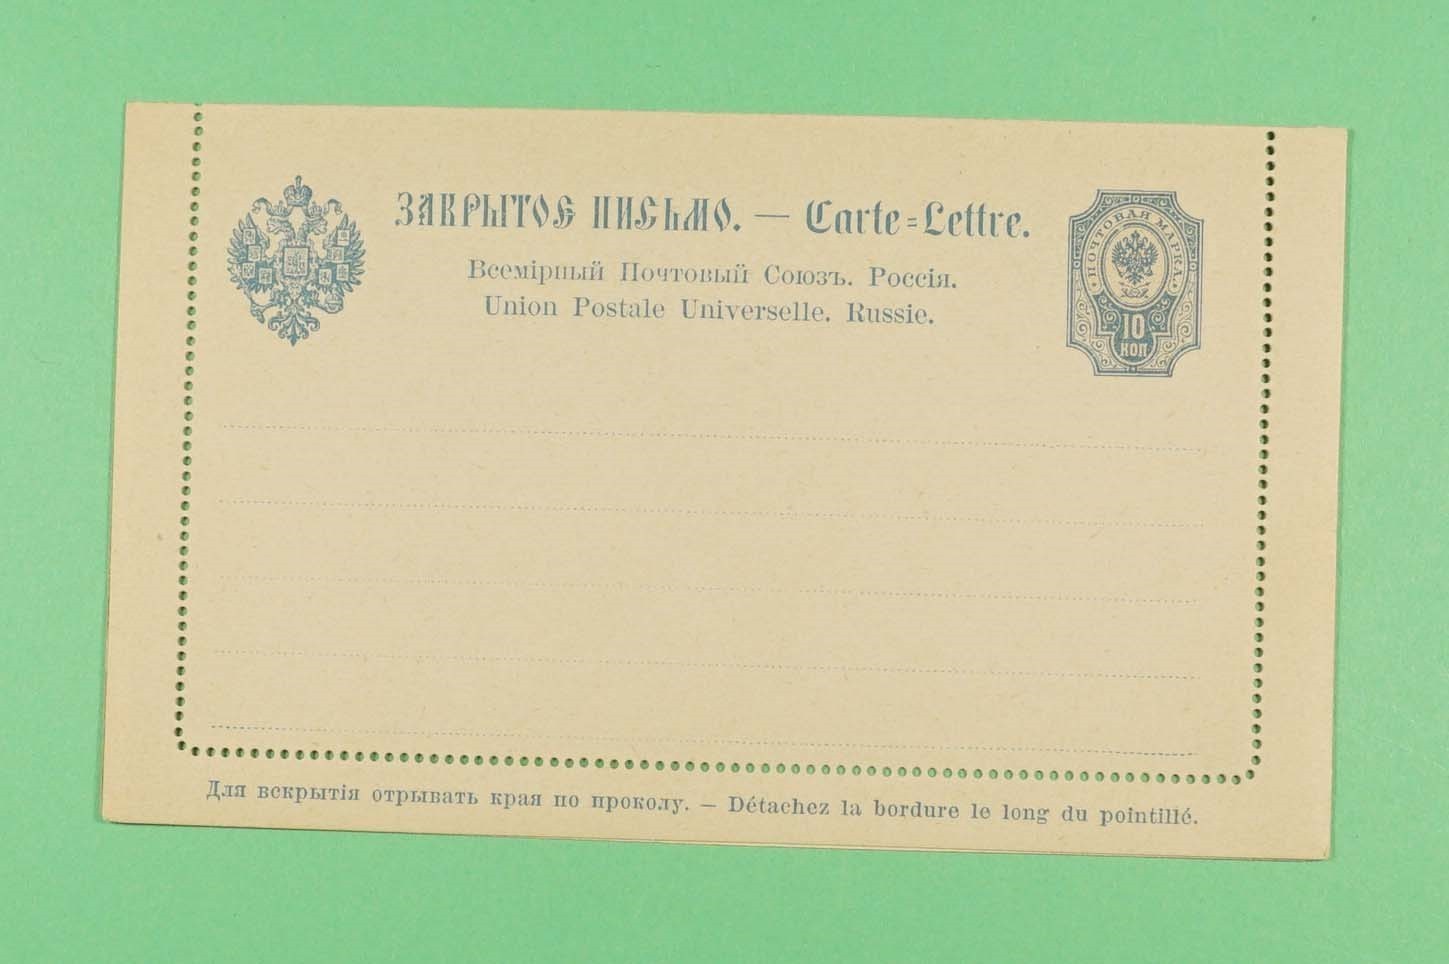 ЗАКРЫТОЕ ПИСЬМО. — Carte=Lettre.
Всемірный Почтовый Союзъ. Россія.
Union Postale Universelle. Russie.
ПОЧТОВАЯ МАРКА
10
КОП.
Для вскрытія отрывать края по проколу. — Détachez la bordure le long du pointillé.